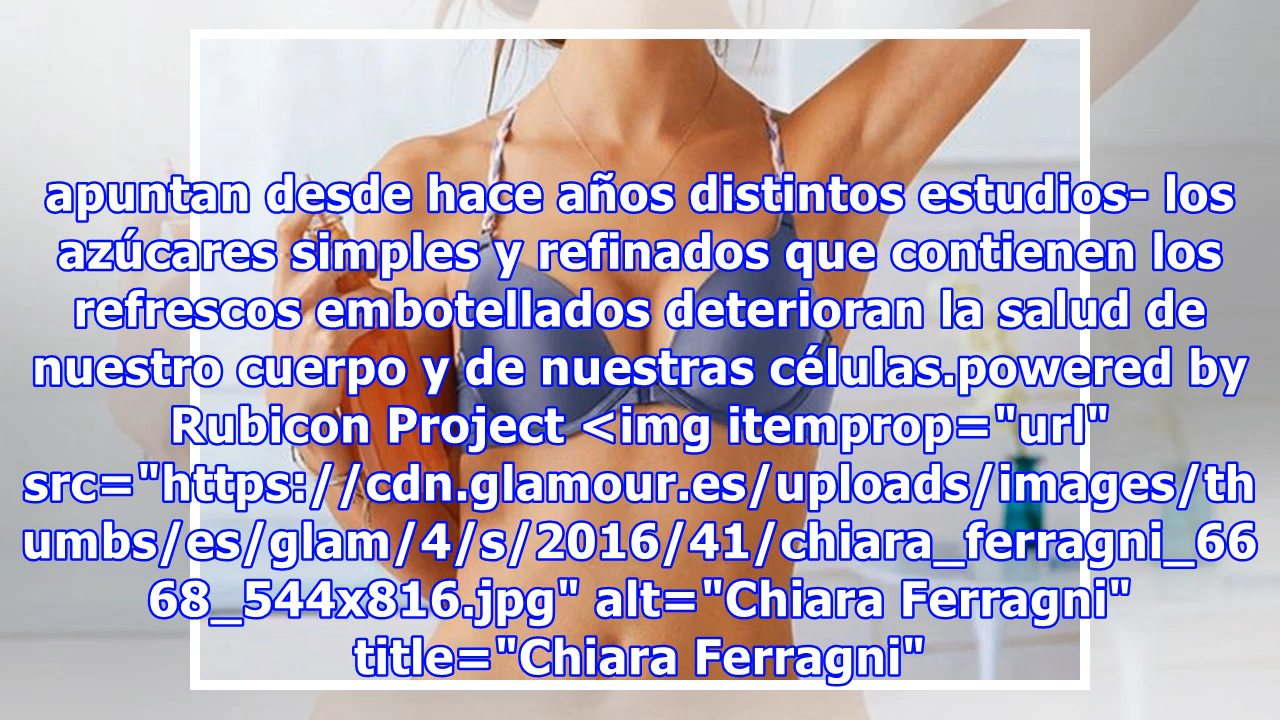 apuntan desde hace años distintos estudios- los
azúcares simples y refinados que contienen los
refrescos embotellados deterioran la salud de
nuestro cuerpo y de nuestras células.powered by
Rubicon Project <img itemprop="url"
src="https://cdn.glamour.es/uploads/images/th
umbs/es/glam/4/s/2016/41/chiara_ferragni_66
68_544x816.jpg" alt="Chiara Ferragni"
title="Chiara Ferragni"